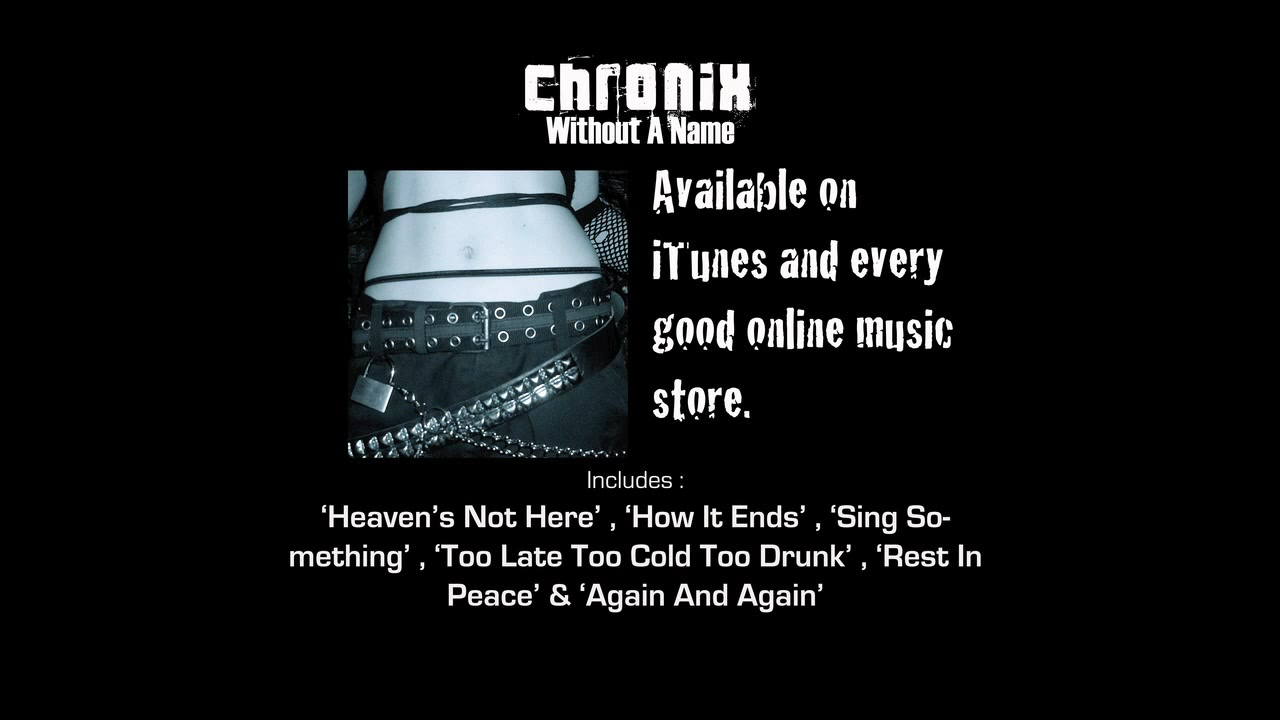 chronix
Without A Name
Available on
iTunes and every
good online music
store.
Includes :
‘Heaven’s Not Here’ , ‘How It Ends’ , ‘Sing So-
mething’ , ‘Too Late Too Cold Too Drunk’ , ‘Rest In
Peace’ & ‘Again And Again’